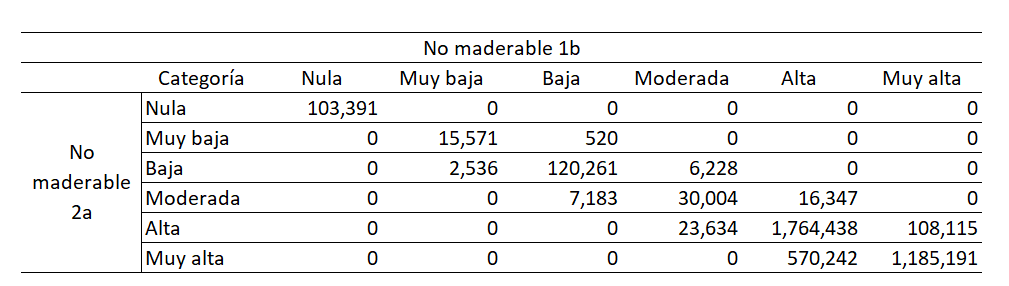 No maderable 1b
Categoría Nula Muy baja Baja Moderada Alta Muy alta
No maderable 2a
Nula 103,391 0 0 0 0 0
Muy baja 0 15,571 520 0 0 0
Baja 0 2,536 120,261 6,228 0 0
Moderada 0 0 7,183 30,004 16,347 0
Alta 0 0 0 23,634 1,764,438 108,115
Muy alta 0 0 0 0 570,242 1,185,191